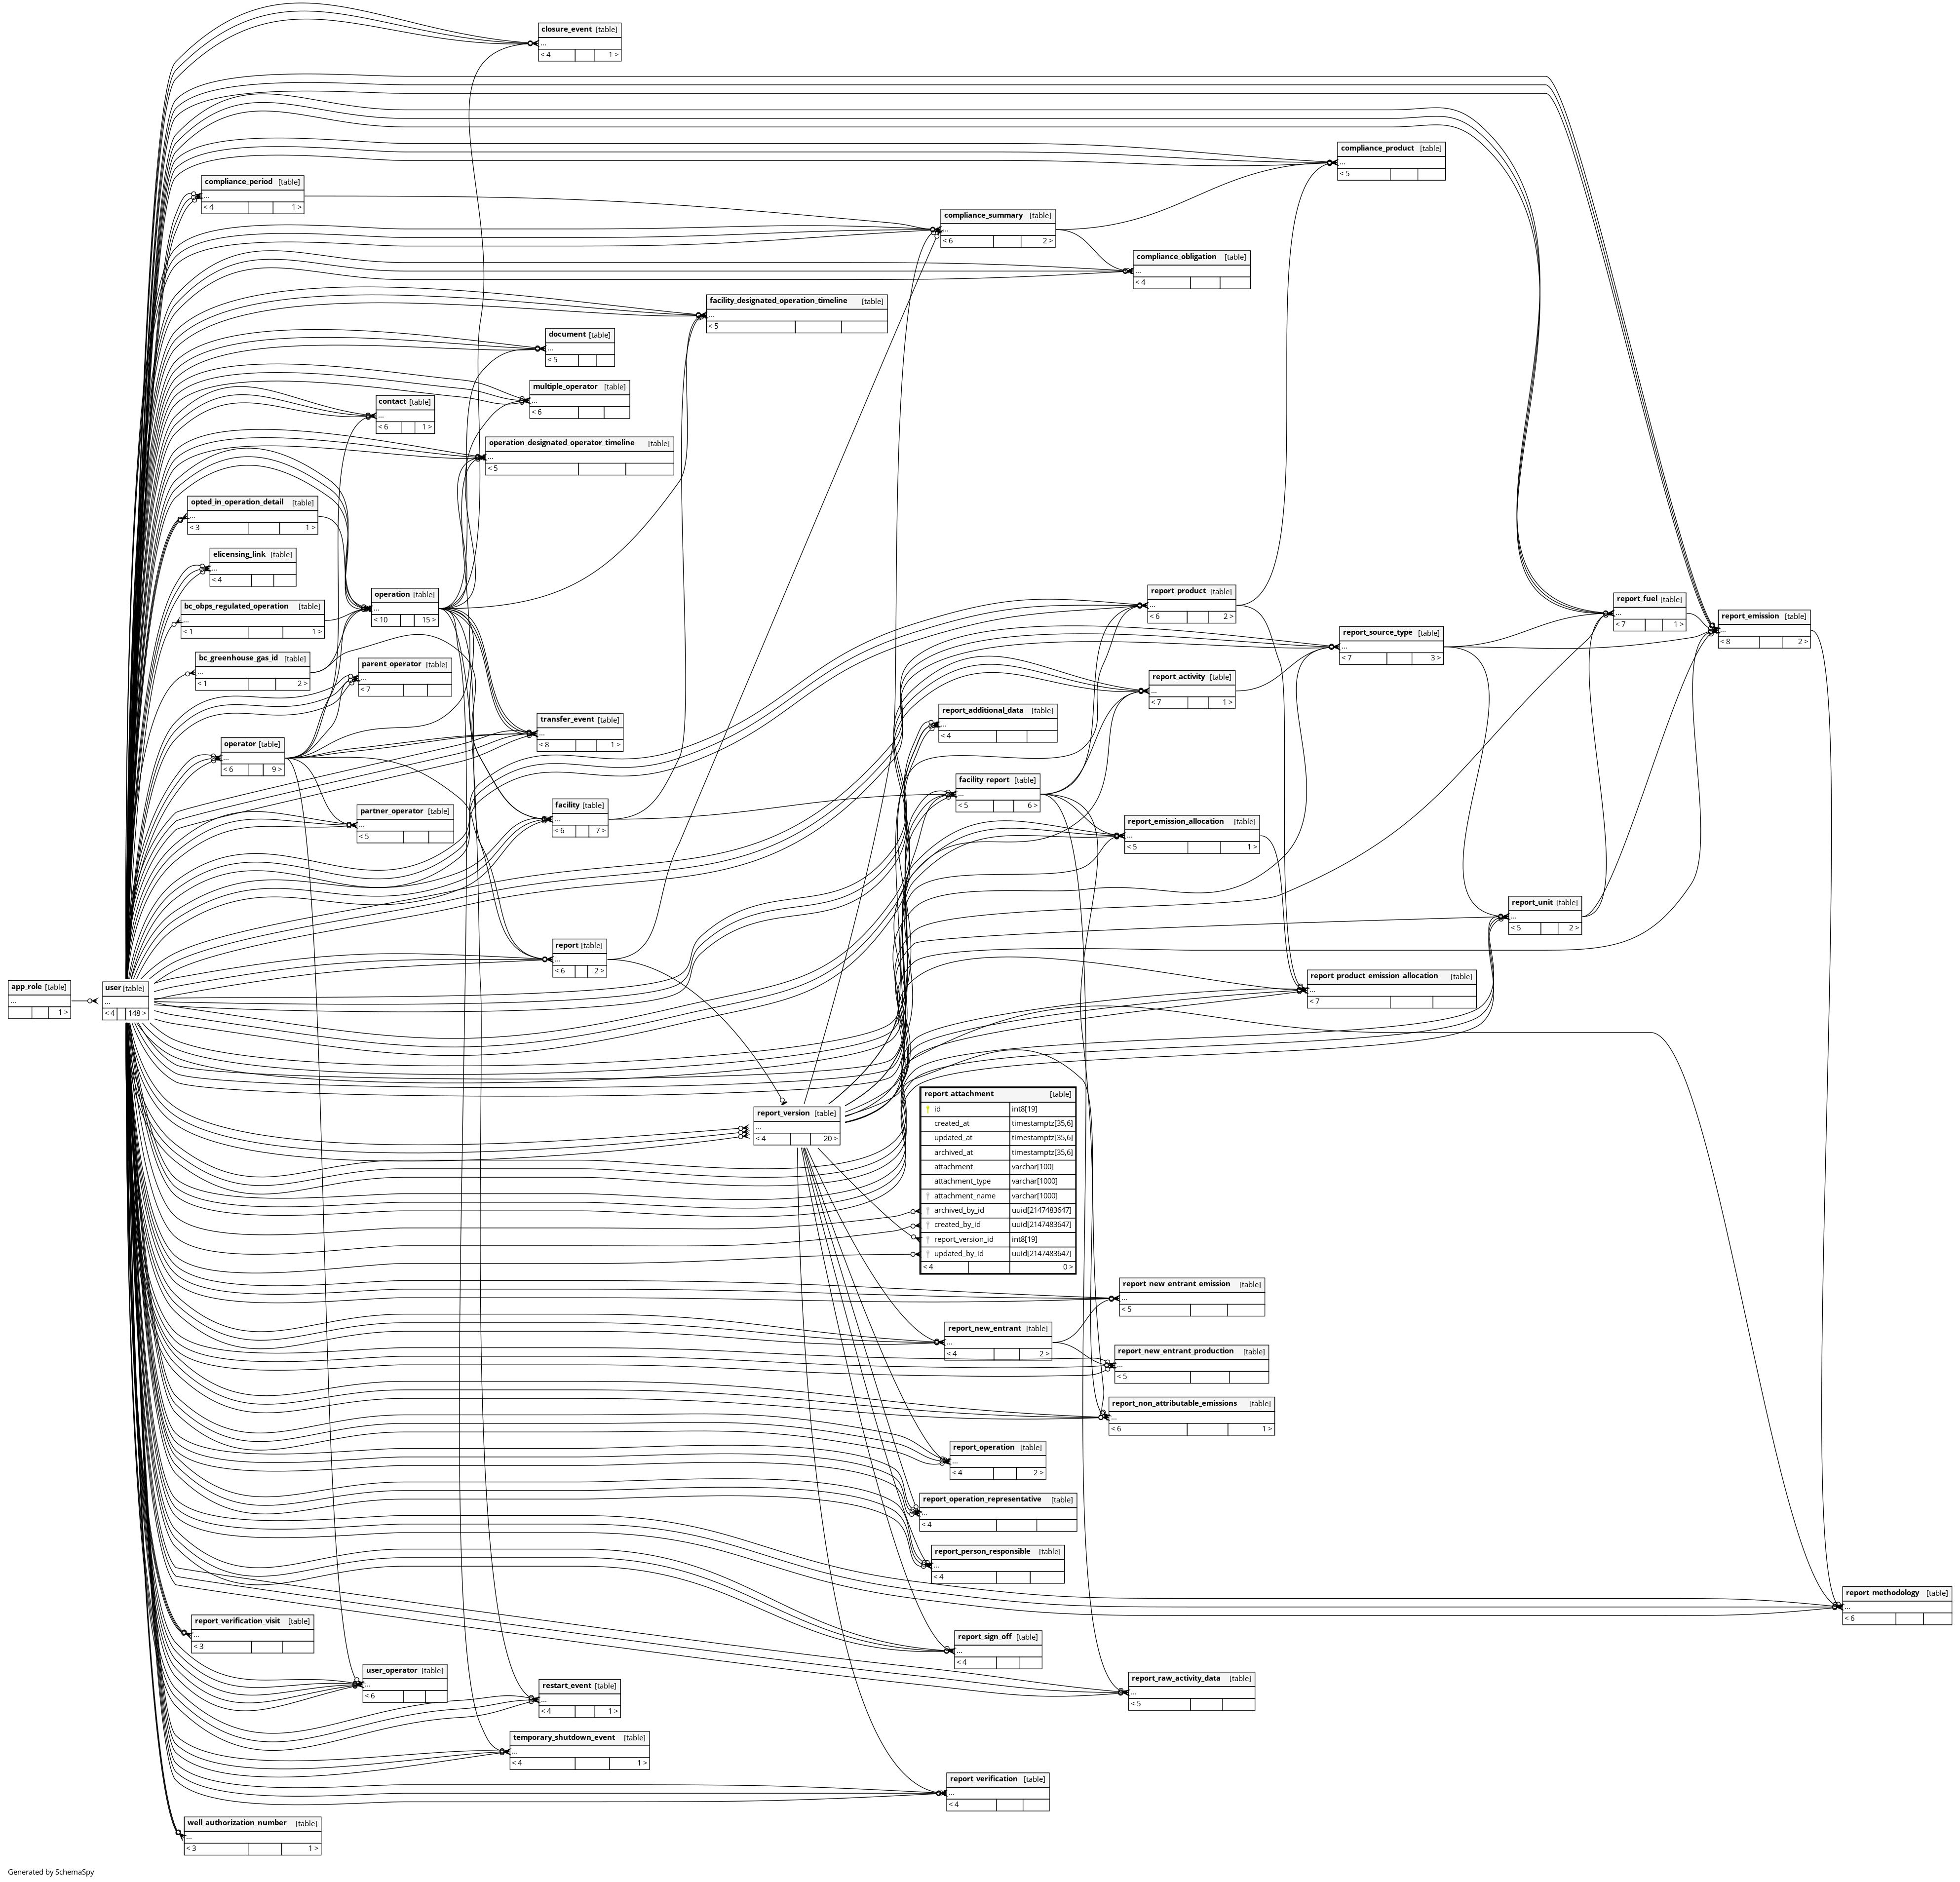 closure_event [table]
...
< 4 1 >
compliance_product [table]
...
< 5
compliance_period [table]
...
< 4 1 >
compliance_summary [table]
...
< 6 2 >
compliance_obligation [table]
...
< 4
facility_designated_operation_timeline [table]
...
< 5
document [table]
...
< 5
multiple_operator [table]
...
< 6
contact [table]
...
< 6 1 >
operation_designated_operator_timeline [table]
...
< 5
opted_in_operation_detail [table]
...
< 3 1 >
elicensing_link [table]
...
< 4
operation [table]
...
< 10 15 >
bc_obps_regulated_operation [table]
...
< 1 1 >
report_product [table]
...
< 6 2 >
report_fuel [table]
...
< 7 1 >
report_emission [table]
...
< 8 2 >
report_source_type [table]
...
< 7 3 >
bc_greenhouse_gas_id [table]
...
< 1 2 >
parent_operator [table]
...
< 7
report_activity [table]
...
< 7 1 >
report_additional_data [table]
...
< 4
transfer_event [table]
...
< 8 1 >
operator [table]
...
< 6 9 >
facility_report [table]
...
< 5 6 >
partner_operator [table]
...
< 5
facility [table]
...
< 6 7 >
report_emission_allocation [table]
...
< 5 1 >
report_unit [table]
...
< 5 2 >
report [table]
...
< 6 2 >
report_product_emission_allocation [table]
...
< 7
app_role [table]
...
1 >
user [table]
...
< 4 148 >
report_version [table]
...
< 4 20 >
report_attachment [table]
id int8[19]
created_at timestamptz[35,6]
updated_at timestamptz[35,6]
archived_at timestamptz[35,6]
attachment varchar[100]
attachment_type varchar[1000]
attachment_name varchar[1000]
archived_by_id uuid[2147483647]
created_by_id uuid[2147483647]
report_version_id int8[19]
updated_by_id uuid[2147483647]
< 4 0 >
report_new_entrant_emission [table]
...
< 5
report_new_entrant [table]
...
< 4 2 >
report_new_entrant_production [table]
...
< 5
report_non_attributable_emissions [table]
...
< 6 1 >
report_operation [table]
...
< 4 2 >
report_operation_representative [table]
...
< 4
report_person_responsible [table]
...
< 4
report_methodology [table]
...
< 6
report_verification_visit [table]
...
< 3
report_sign_off [table]
...
< 4
user_operator [table]
...
< 6
report_raw_activity_data [table]
...
< 5
restart_event [table]
...
< 4 1 >
temporary_shutdown_event [table]
...
< 4 1 >
report_verification [table]
...
< 4
well_authorization_number [table]
...
< 3 1 >
Generated by SchemaSpy